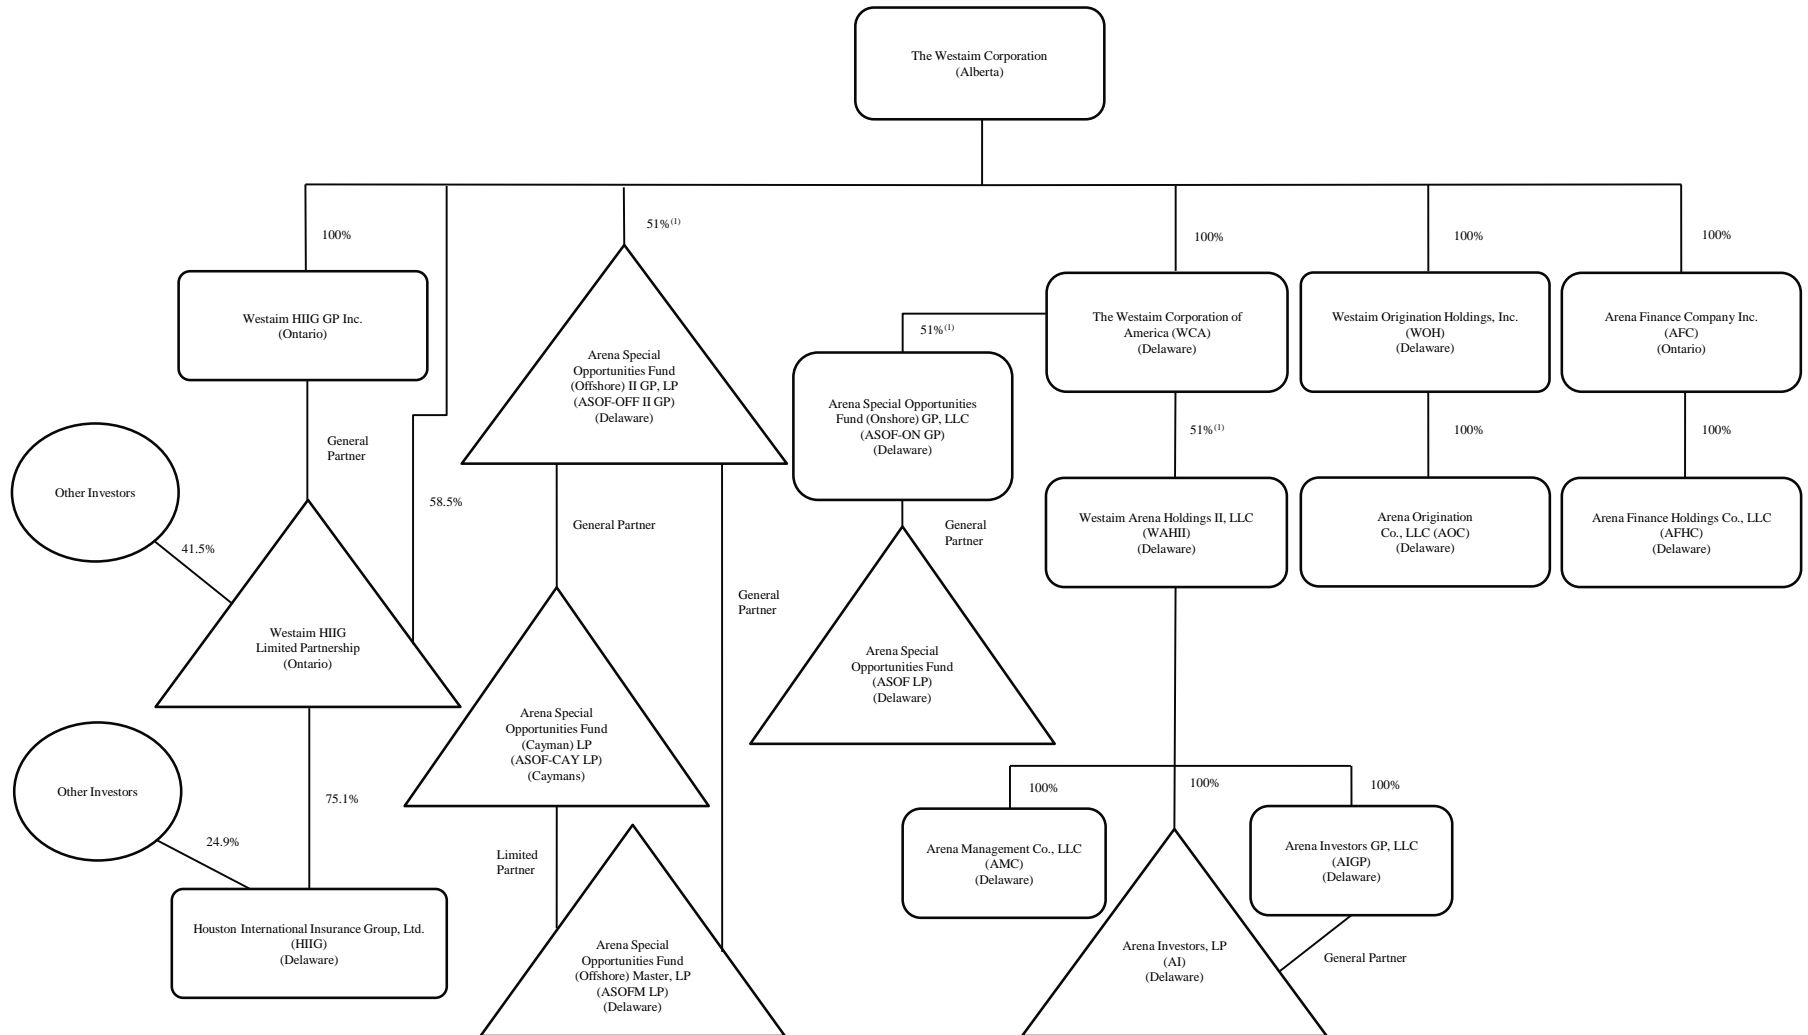 The Westaim Corporation
(Alberta)
100%
51%(1)
100%
100%
100%
Westaim HIIG GP Inc.
(Ontario)
The Westaim Corporation of
America (WCA)
(Delaware)
Westaim Origination Holdings, Inc.
(WOH)
(Delaware)
Arena Finance Company Inc.
(AFC)
(Ontario)
51%(1)
Arena Special
Opportunities Fund
(Offshore) II GP, LP
(ASOF-OFF II GP)
(Delaware)
Arena Special Opportunities
Fund (Onshore) GP, LLC
(ASOF-ON GP)
(Delaware)
General
Partner
51%(1)
100%
100%
Other Investors
58.5%
General Partner
General
Partner
Westaim Arena Holdings II, LLC
(WAHII)
(Delaware)
Arena Origination
Co., LLC (AOC)
(Delaware)
Arena Finance Holdings Co., LLC
(AFHC)
(Delaware)
41.5%
General
Partner
Westaim HIIG
Limited Partnership
(Ontario)
Arena Special
Opportunities Fund
(ASOF LP)
(Delaware)
Arena Special
Opportunities Fund
(Cayman) LP
(ASOF-CAY LP)
(Caymans)
Other Investors
75.1%
100%
100%
100%
24.9%
Limited
Partner
Arena Management Co., LLC
(AMC)
(Delaware)
Arena Investors GP, LLC
(AIGP)
(Delaware)
Houston International Insurance Group, Ltd.
(HIIG)
(Delaware)
Arena Special
Opportunities Fund
(Offshore) Master, LP
(ASOFM LP)
(Delaware)
Arena Investors, LP
(AI)
(Delaware)
General Partner